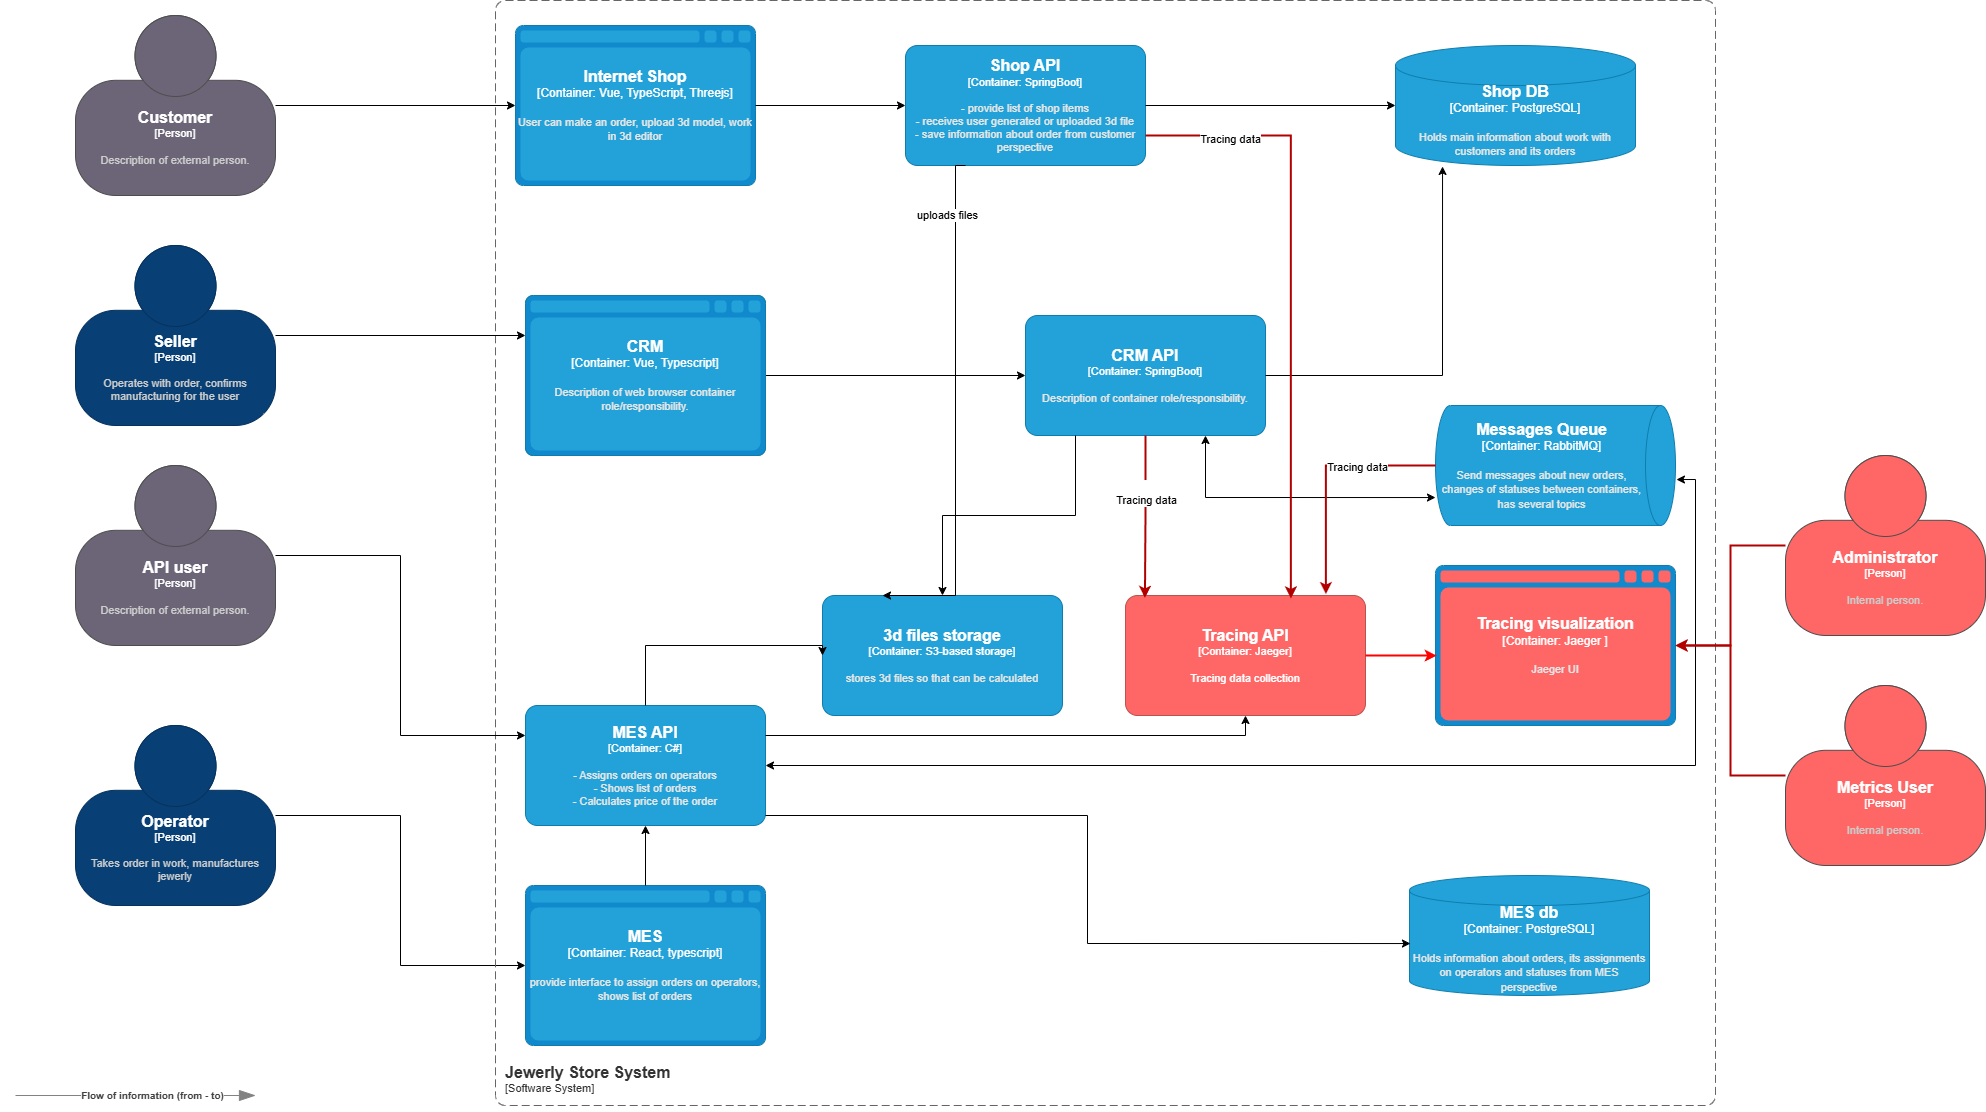 Customer
[Person]
Description of external person.
Internet Shop
[Container: Vue, TypeScript, Threejs]
User can make an order, upload 3d model, work
in 3d editor
Shop API
[Container: SpringBoot]
- provide list of shop items
- receives user generated or uploaded 3d file
- save information about order from customer
perspective
Shop DB
[Container: PostgreSQL]
Holds main information about work with
customers and its orders
Tracing data
uploads files
Seller
[Person]
Operates with order, confirms
manufacturing for the user
CRM
[Container: Vue, Typescript]
Description of web browser container
role/responsibility.
CRM API
[Container: SpringBoot]
Description of container role/responsibility.
Messages Queue
[Container: RabbitMQ]
Send messages about new orders,
changes of statuses between containers,
has several topics
Tracing data
Tracing data
API user
[Person]
Description of external person.
3d files storage
[Container: S3-based storage]
stores 3d files so that can be calculated
Tracing API
[Container: Jaeger]
Tracing data collection
Tracing visualization
[Container: Jaeger ]
Jaeger UI
Administrator
[Person]
Internal person.
MES API
[Container: C#]
- Assigns orders on operators
- Shows list of orders
- Calculates price of the order
Metrics User
[Person]
Internal person.
Operator
[Person]
Takes order in work, manufactures
jewerly
MES
[Container: React, typescript]
provide interface to assign orders on operators,
shows list of orders
MES db
[Container: PostgreSQL]
Holds information about orders, its assignments
on operators and statuses from MES
perspective
Jewerly Store System
[Software System]
Flow of information (from - to)